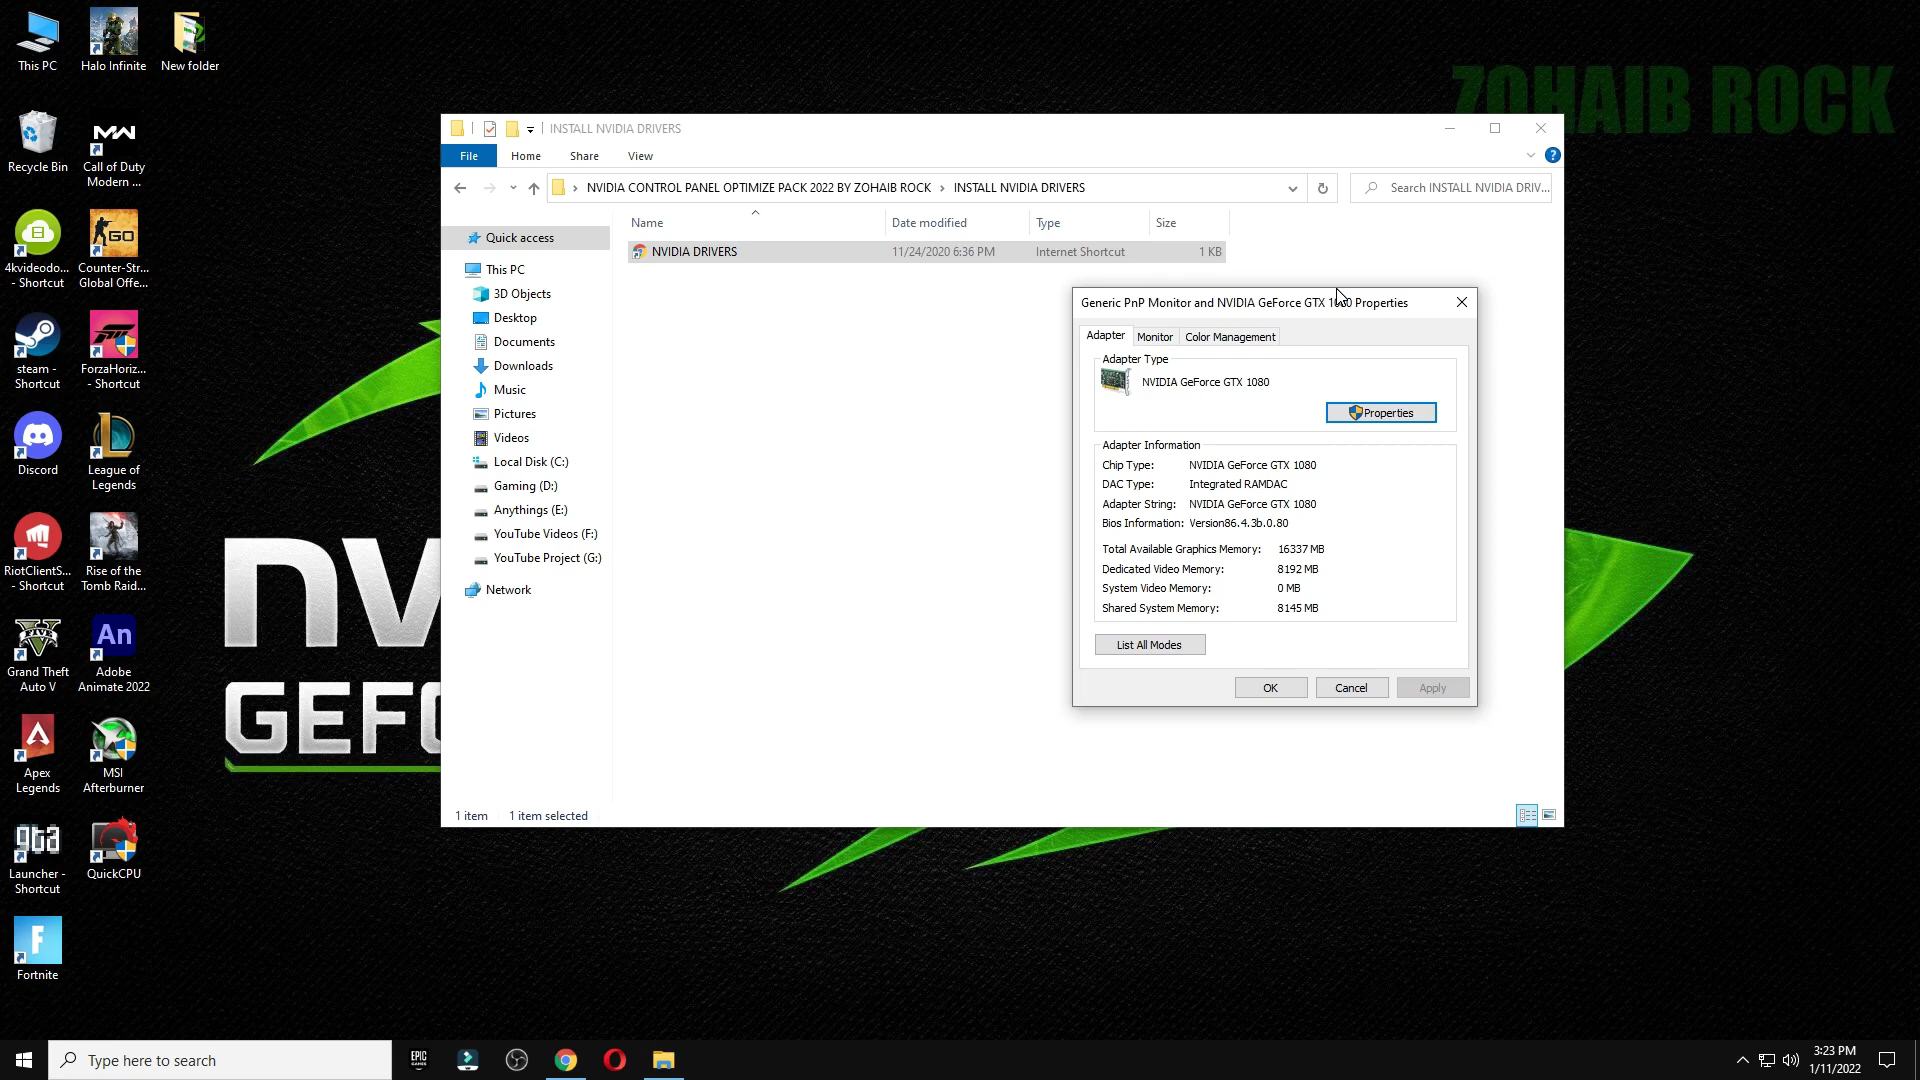 This PC
Halo Infinite
New folder
ZOHAIB ROCK
Recycle Bin
MW
Call of Duty
Modern ...
4kvideodo...
- Shortcut
GO
Counter-Str...
Global Offe...
steam -
Shortcut
ForzaHoriz...
- Shortcut
Discord
League of
Legends
RiotClientS...
- Shortcut
Rise of the
Tomb Raid...
V
FIVE
Grand Theft
Auto V
An
Adobe
Animate 2022
Apex
Legends
MSI
Afterburner
gta
Launcher -
Shortcut
QuickCPU
F
Fortnite
INSTALL NVIDIA DRIVERS
File
Home
Share
View
?
NVIDIA CONTROL PANEL OPTIMIZE PACK 2022 BY ZOHAIB ROCK > INSTALL NVIDIA DRIVERS
Search INSTALL NVIDIA DRIV...
Name
Date modified
Type
Size
NVIDIA DRIVERS
11/24/2020 6:36 PM
Internet Shortcut
1 KB
Quick access
This PC
3D Objects
Desktop
Documents
Downloads
Music
Pictures
Videos
Local Disk (C:)
Gaming (D:)
Anythings (E:)
YouTube Videos (F:)
YouTube Project (G:)
Network
1 item
1 item selected
Generic PnP Monitor and NVIDIA GeForce GTX 1080 Properties
Adapter
Monitor
Color Management
Adapter Type
NVIDIA GeForce GTX 1080
Properties
Adapter Information
Chip Type: NVIDIA GeForce GTX 1080
DAC Type: Integrated RAMDAC
Adapter String: NVIDIA GeForce GTX 1080
Bios Information: Version86.4.3b.0.80
Total Available Graphics Memory: 16337 MB
Dedicated Video Memory: 8192 MB
System Video Memory: 0 MB
Shared System Memory: 8145 MB
List All Modes
OK
Cancel
Apply
Type here to search
EPIC
GAMES
3:23 PM
1/11/2022